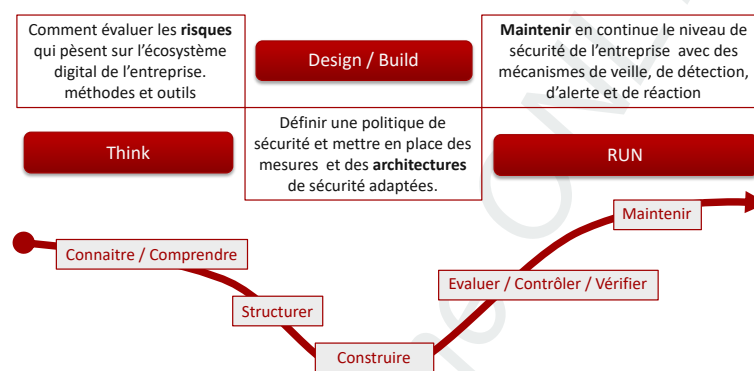 Comment évaluer les risques
qui pèsent sur l'écosystème
digital de l'entreprise.
méthodes et outils
Think
Design / Build
Définir une politique de
sécurité et mettre en place des
mesures et des architectures
de sécurité adaptées.
Maintenir en continue le niveau de
sécurité de l'entreprise avec des
mécanismes de veille, de détection,
d'alerte et de réaction
RUN
Connaitre / Comprendre
Structurer
Construire
Evaluer / Contrôler / Vérifier
Maintenir